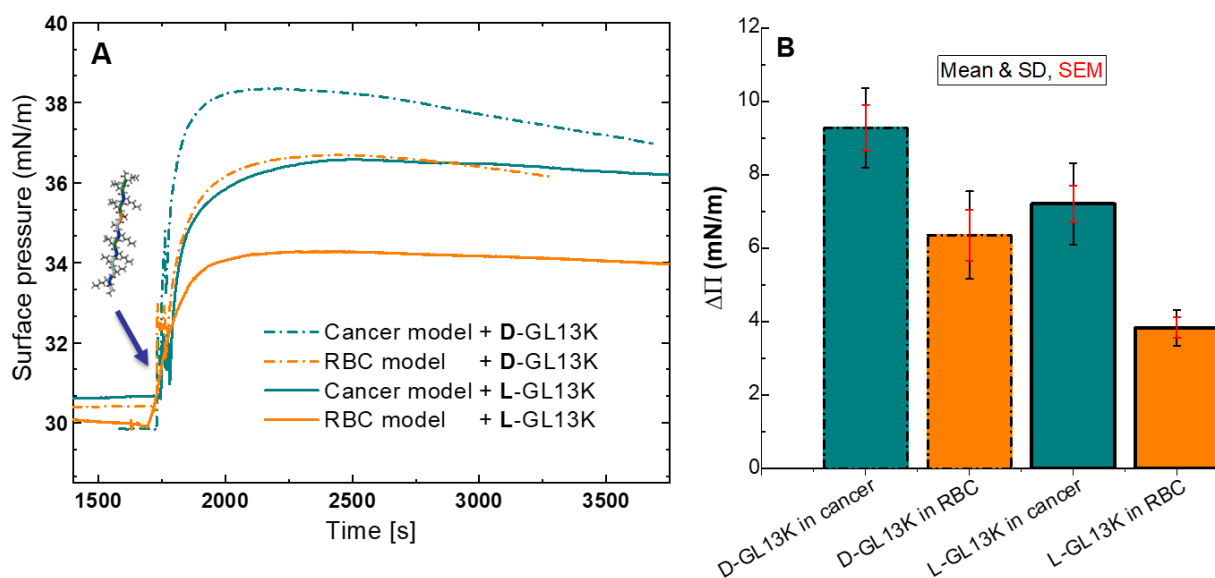 A
40
38
36
34
32
30
Surface pressure (mN/m)
Cancer model + D-GL13K
RBC model + D-GL13K
Cancer model + L-GL13K
RBC model + L-GL13K
1500 2000 2500 3000 3500
Time [s]
B
Mean & SD, SEM
12
10
8
6
4
2
0
ΔΠ (mN/m)
D-GL13K in cancer
D-GL13K in RBC
L-GL13K in cancer
L-GL13K in RBC